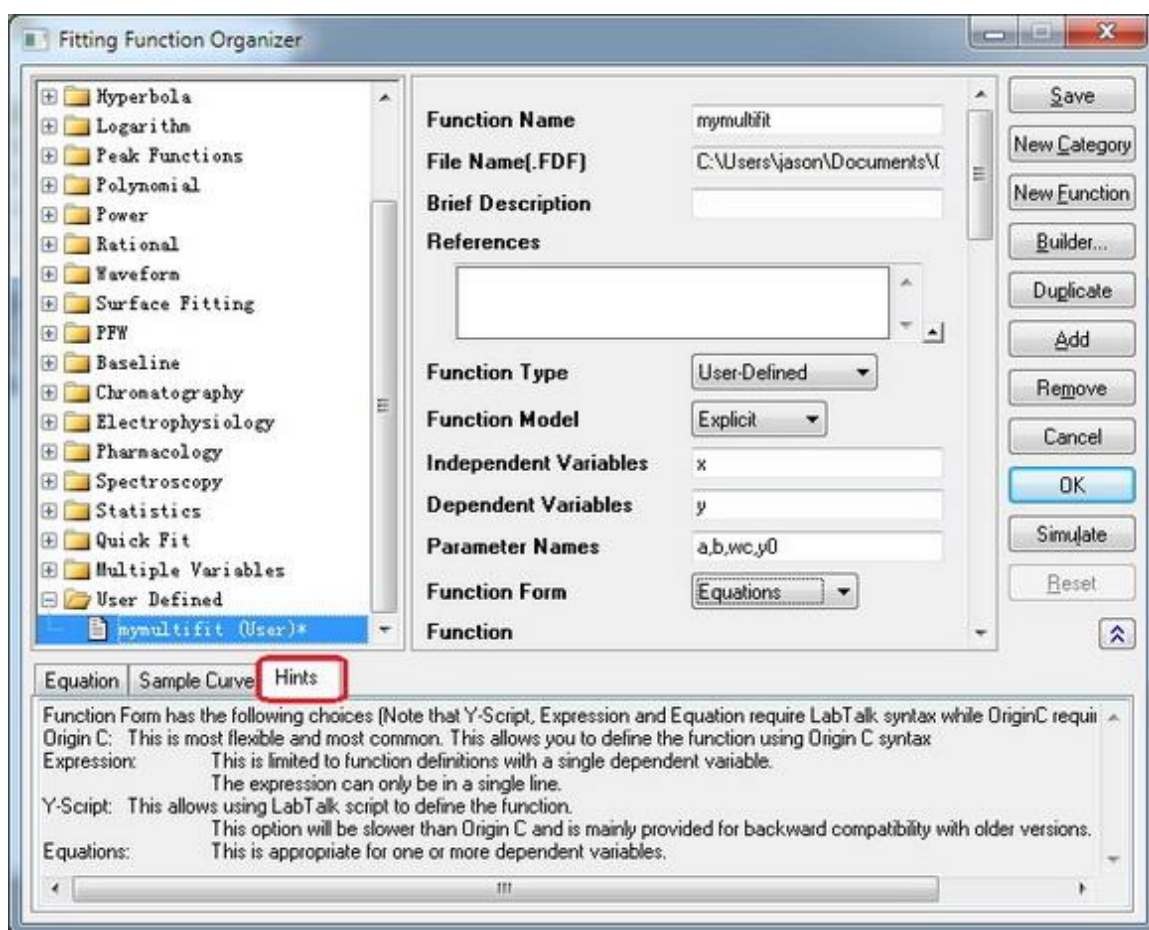 Fitting Function Organizer
Hyperbola
Logarithm
Peak Functions
Polynomial
Power
Rational
Waveform
Surface Fitting
PFW
Baseline
Chromatography
Electrophysiology
Pharmacology
Spectroscopy
Statistics
Quick Fit
Multiple Variables
User Defined
mymultifit (User)*
Function Name mymultifit
File Name(.FDF) C:\Users\jason\Documents\(
Brief Description
References
Function Type User-Defined
Function Model Explicit
Independent Variables x
Dependent Variables y
Parameter Names a,b,wc,y0
Function Form Equations
Function
Save
New Category
New Function
Builder...
Duplicate
Add
Remove
Cancel
OK
Simulate
Reset
Equation Sample Curve Hints
Function Form has the following choices (Note that Y-Script, Expression and Equation require LabTalk syntax while OriginC requii
Origin C: This is most flexible and most common. This allows you to define the function using Origin C syntax
Expression: This is limited to function definitions with a single dependent variable.
The expression can only be in a single line.
Y-Script: This allows using LabTalk script to define the function.
This option will be slower than Origin C and is mainly provided for backward compatibility with older versions.
Equations: This is appropriate for one or more dependent variables.